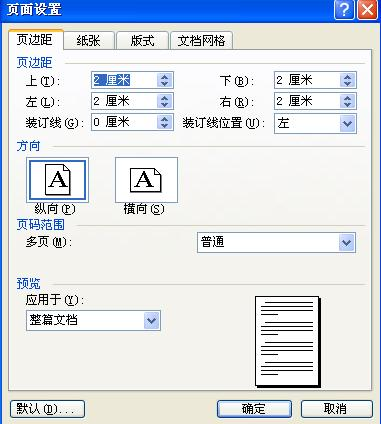 页面设置
页边距 纸张 版式 文档网格
页边距
上(T): 2 厘米 下(B): 2 厘米
左(L): 2 厘米 右(R): 2 厘米
装订线(G): 0 厘米 装订线位置(U): 左
方向
A A
纵向(P) 横向(S)
页码范围
多页(M): 普通
预览
应用于(Y):
整篇文档
默认(D)... 确定 取消